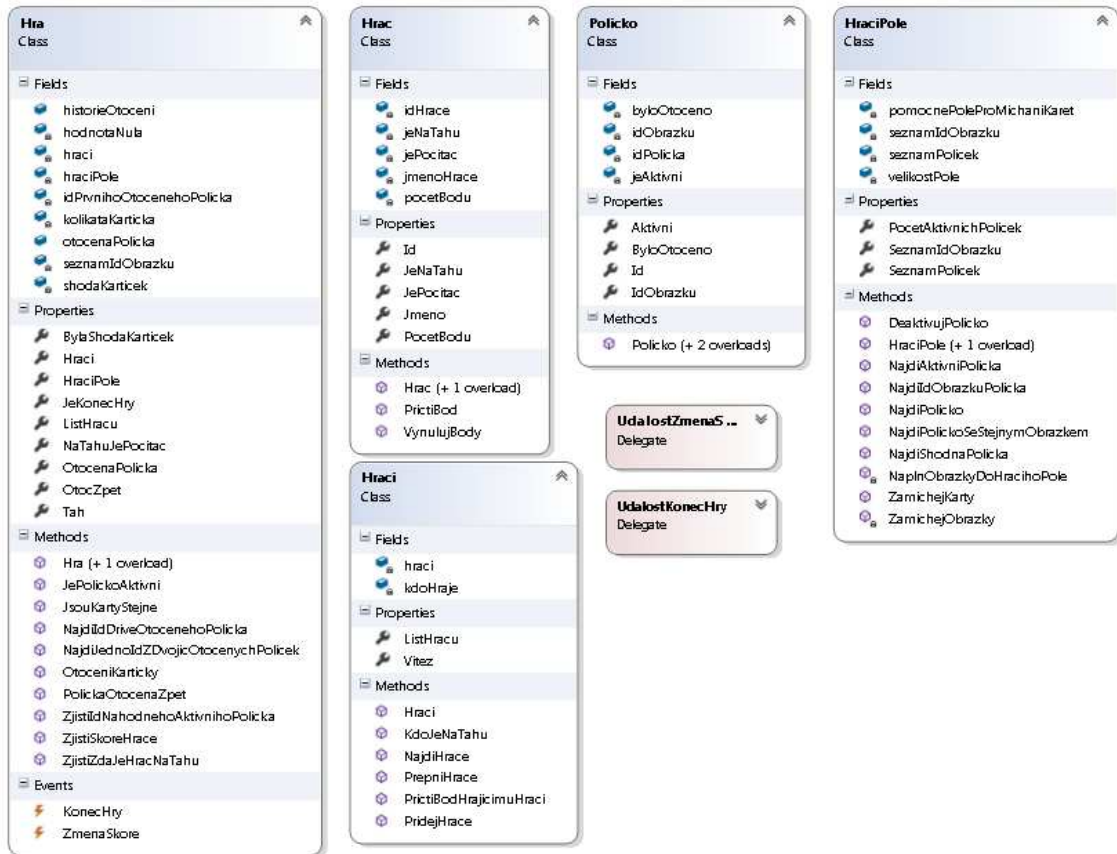 Hra
Class
Fields
historieOtoceni
hodnotaNula
hraci
hraciPole
idPrvnihoOtocenehoPolicka
kolikataKarticka
otocenaPolicka
seznamIdObrazku
shodaKarticek
Properties
BylaShodaKarticek
Hraci
HraciPole
JeKonecHry
ListHracu
NaTahuJePocitac
OtocenaPolicka
OtocZpet
Tah
Methods
Hra (+ 1 overload)
JePolickoAktivni
JsouKartyStejne
NajdiIdDriveOtocenehoPolicka
NajdiJednoIdZDvojicOtocenychPolicek
OtoceniKarticky
PolickaOtocenaZpet
ZjistiIdNahodnehoAktivnihoPolicka
ZjistiSkoreHrace
ZjistiZdaJeHracNaTahu
Events
KonecHry
ZmenaSkore
Hrac
Class
Fields
idHrace
jeNaTahu
jePocitac
jmenoHrace
pocetBodu
Properties
Id
JeNaTahu
JePocitac
Jmeno
PocetBodu
Methods
Hrac (+ 1 overload)
PrictiBod
VynulujBody
Hraci
Class
Fields
hraci
kdoHraje
Properties
ListHracu
Vitez
Methods
Hraci
KdoJeNaTahu
NajdiHrace
PrepniHrace
PrictiBodHrajicimuHraci
PridejHrace
Policko
Class
Fields
byloOtoceno
idObrazku
idPolicka
jeAktivni
Properties
Aktivni
ByloOtoceno
Id
IdObrazku
Methods
Policko (+ 2 overloads)
UdalostZmenaS...
Delegate
UdalostKonecHry
Delegate
HraciPole
Class
Fields
pomocnePoleProMichaniKaret
seznamIdObrazku
seznamPolicek
velikostPole
Properties
PocetAktivnichPolicek
SeznamIdObrazku
SeznamPolicek
Methods
DeaktivujPolicko
HraciPole (+ 1 overload)
NajdiAktivniPolicka
NajdiIdObrazkuPolicka
NajdiPolicko
NajdiPolickoSeStejnymObrazkem
NajdiShodnaPolicka
NaplnObrazkyDoHracihoPole
ZamichejKarty
ZamichejObrazky